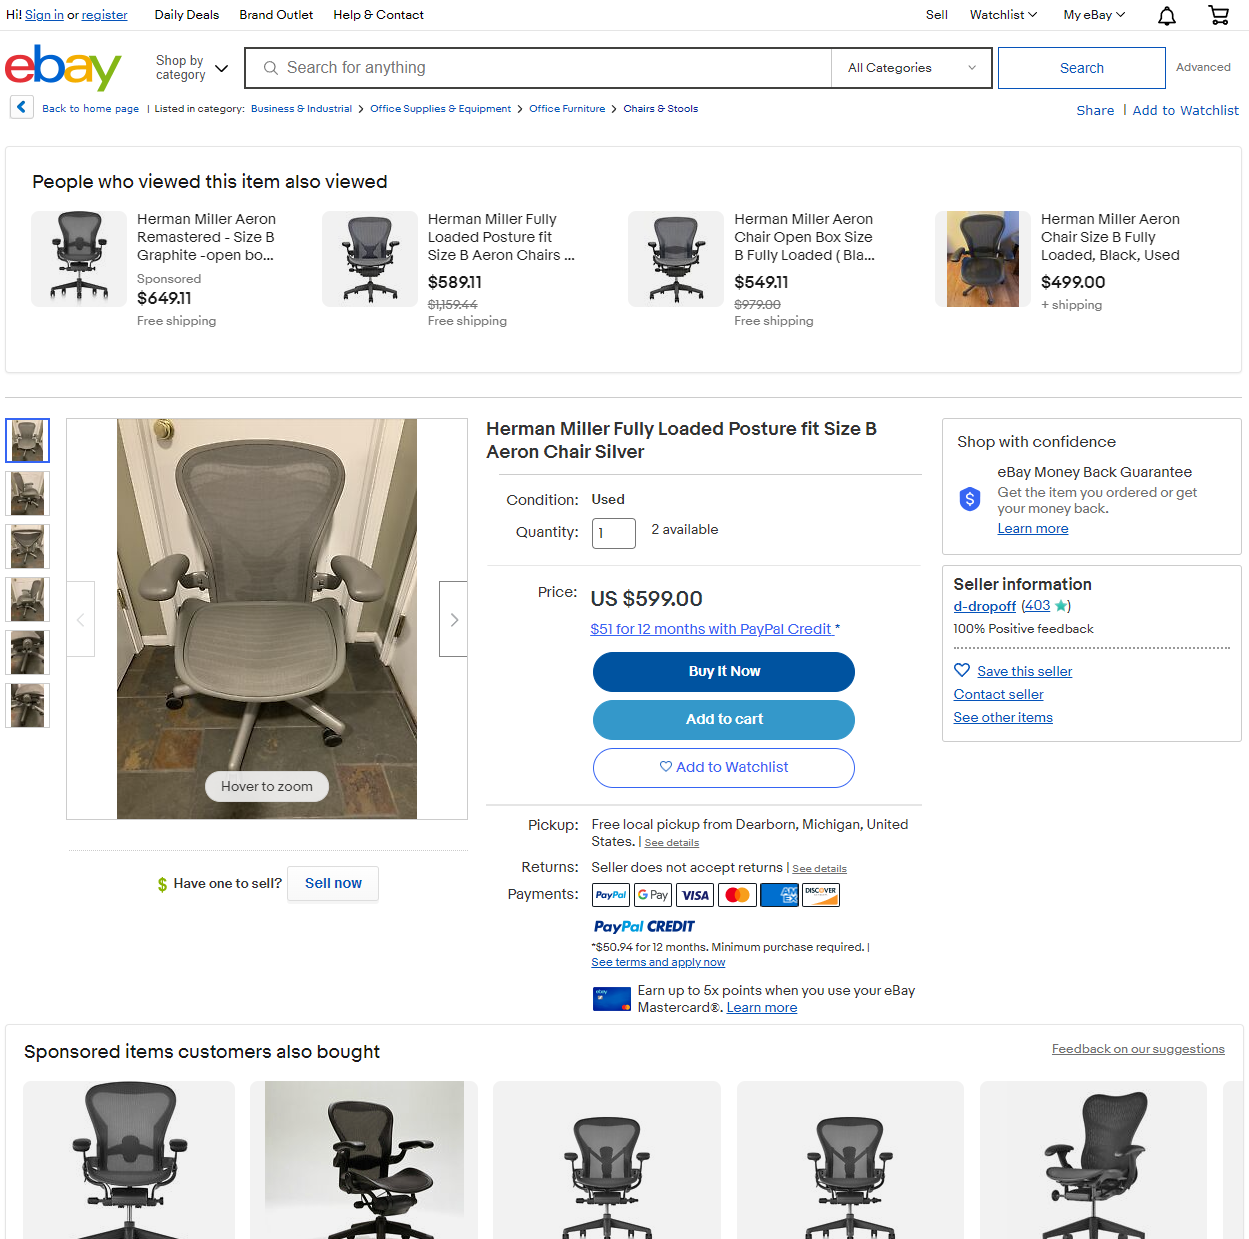 Hi! Sign in or register
Daily Deals
Brand Outlet
Help & Contact
Sell
Watchlist
My eBay
ebay
Shop by
category
Search for anything
All Categories
Search
Advanced
Back to home page | Listed in category: Business & Industrial > Office Supplies & Equipment > Office Furniture > Chairs & Stools
Share | Add to Watchlist
People who viewed this item also viewed
Herman Miller Aeron
Remastered - Size B
Graphite -open bo...
Sponsored
$649.11
Free shipping
Herman Miller Fully
Loaded Posture fit
Size B Aeron Chairs ...
$589.11
$1,159.44
Free shipping
Herman Miller Aeron
Chair Open Box Size
B Fully Loaded ( Bla...
$549.11
$979.00
Free shipping
Herman Miller Aeron
Chair Size B Fully
Loaded, Black, Used
$499.00
+ shipping
Hover to zoom
$ Have one to sell?
Sell now
Herman Miller Fully Loaded Posture fit Size B
Aeron Chair Silver
Condition: Used
Quantity: 1
2 available
Price: US $599.00
$51 for 12 months with PayPal Credit *
Buy It Now
Add to cart
Add to Watchlist
Pickup: Free local pickup from Dearborn, Michigan, United
States. | See details
Returns: Seller does not accept returns | See details
Payments: PayPal G Pay VISA AM EX DISCOVER
PayPal CREDIT
*$50.94 for 12 months. Minimum purchase required. |
See terms and apply now
ebay
Earn up to 5x points when you use your eBay
Mastercard®. Learn more
Shop with confidence
eBay Money Back Guarantee
Get the item you ordered or get
your money back.
Learn more
Seller information
d-dropoff (403)
100% Positive feedback
Save this seller
Contact seller
See other items
Sponsored items customers also bought
Feedback on our suggestions